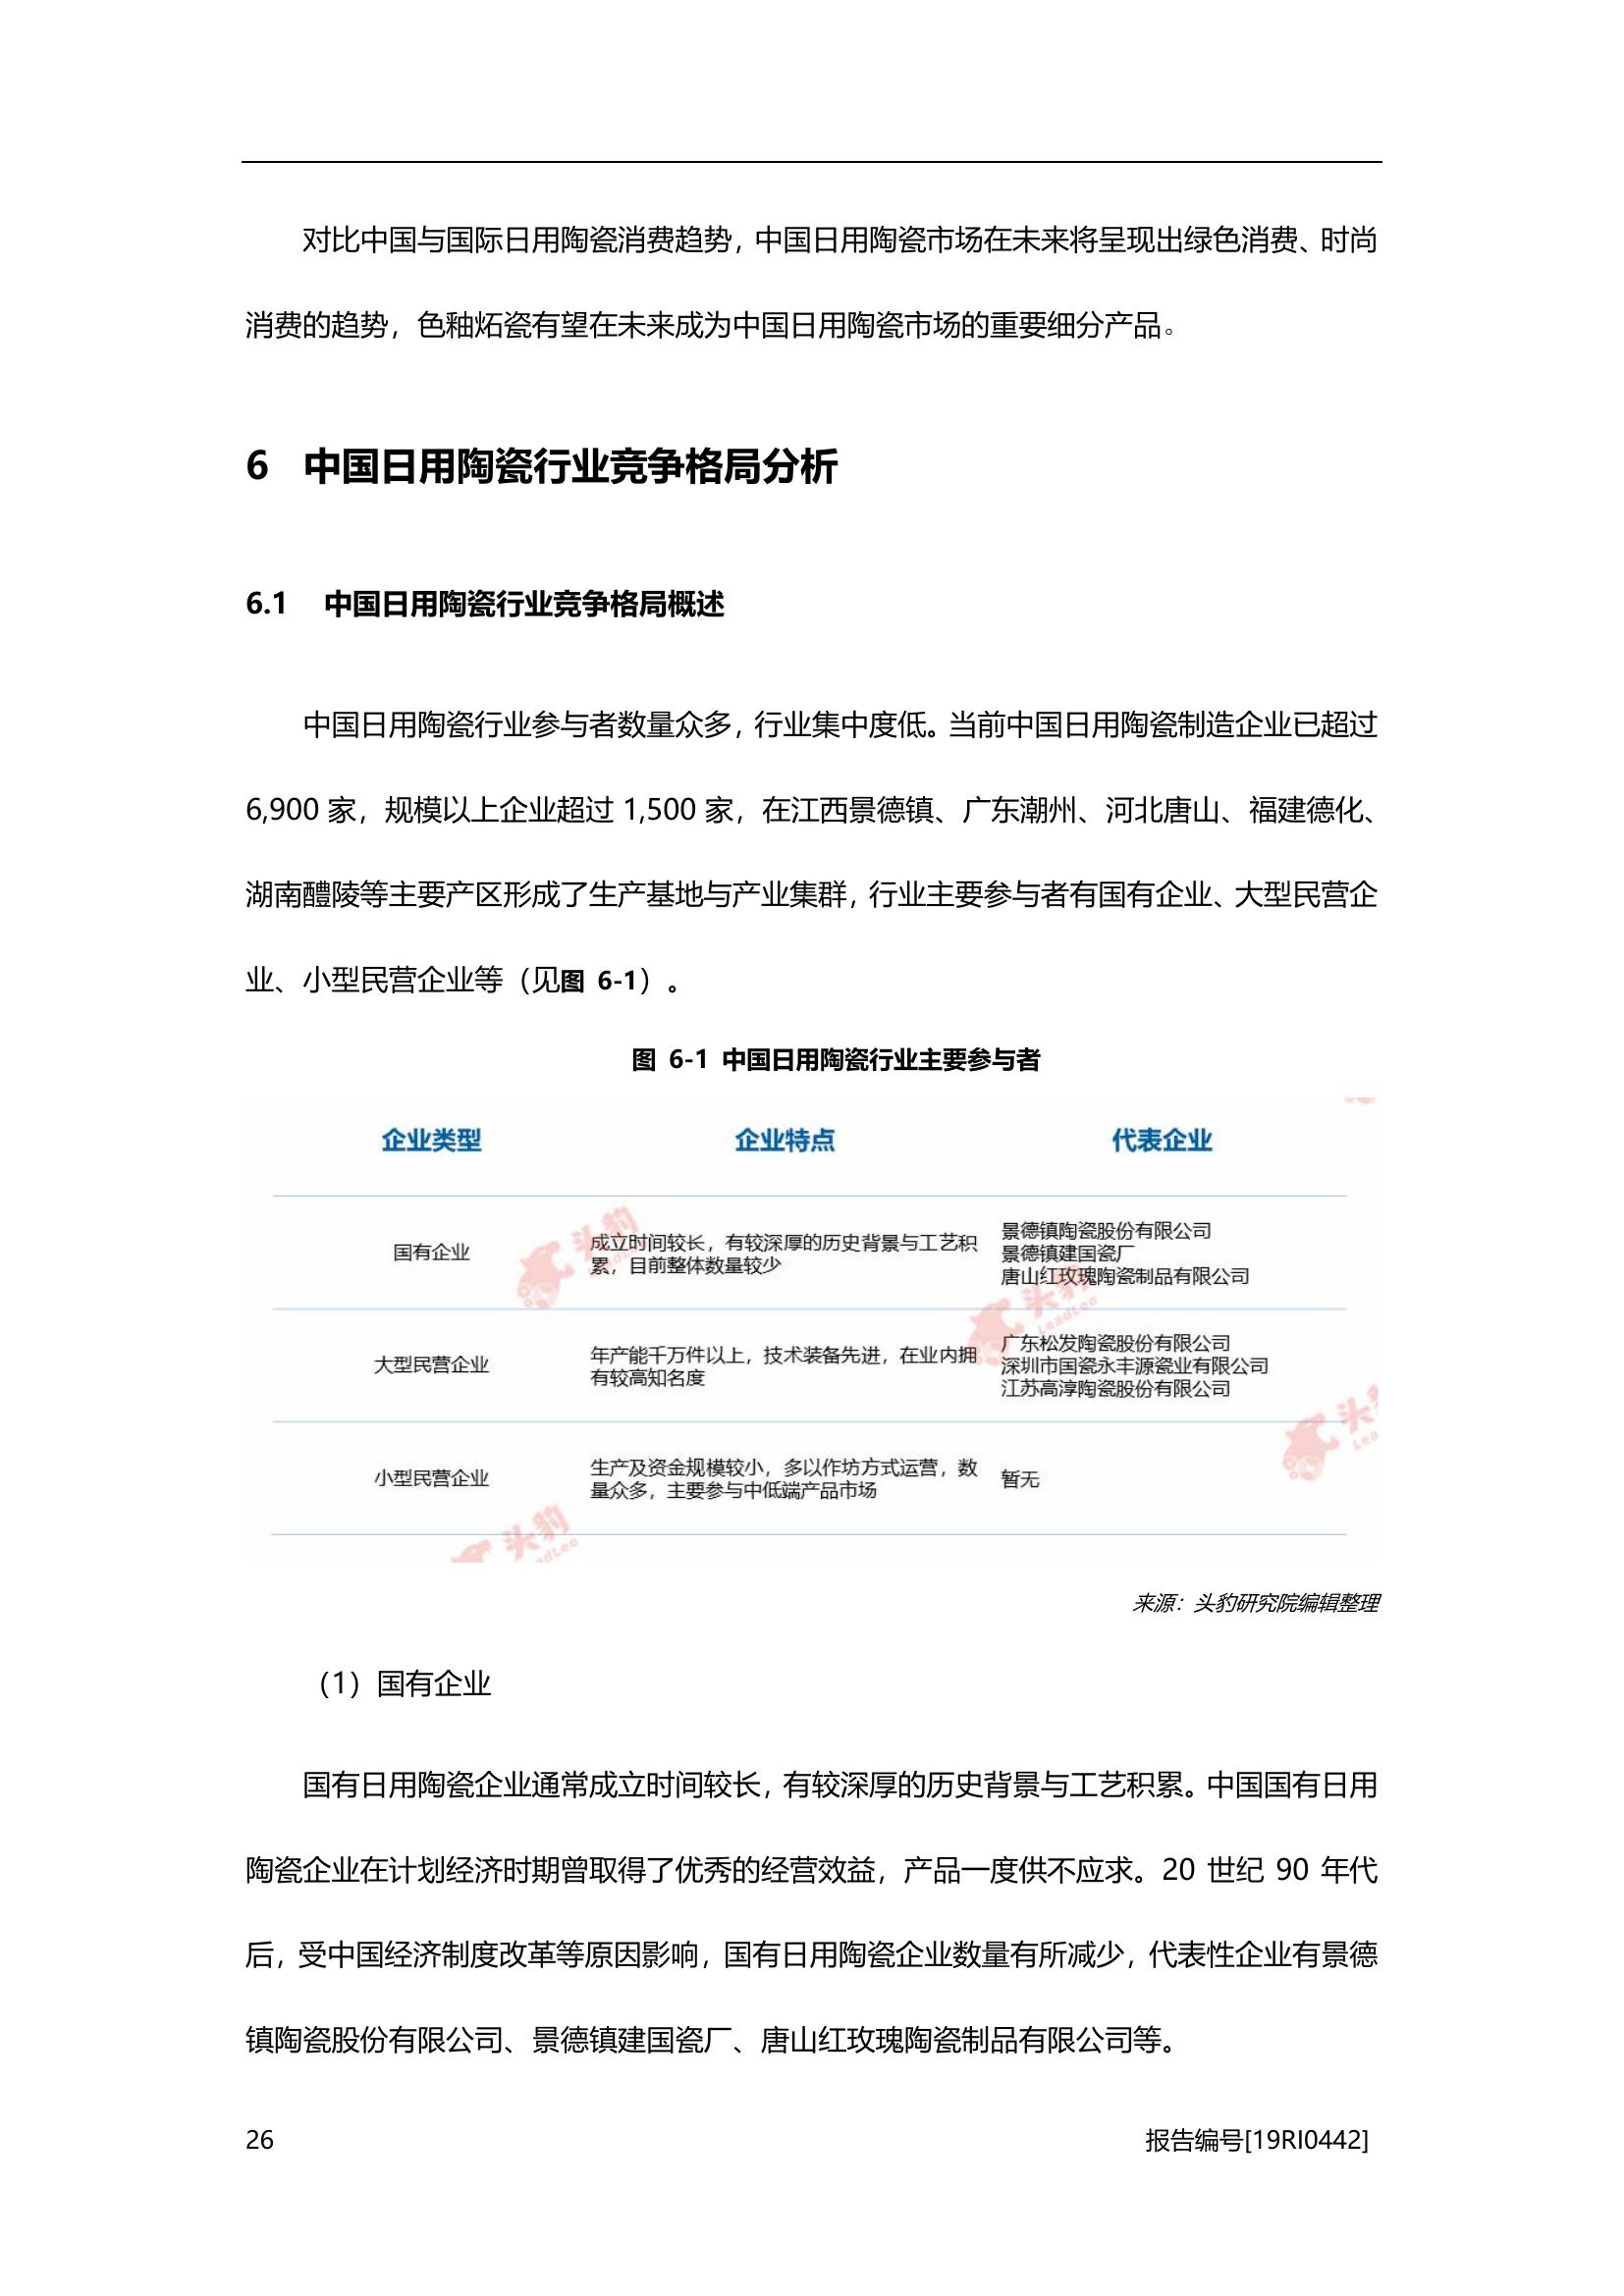 对比中国与国际日用陶瓷消费趋势，中国日用陶瓷市场在未来将呈现出绿色消费、时尚
消费的趋势，色釉炻瓷有望在未来成为中国日用陶瓷市场的重要细分产品。
6 中国日用陶瓷行业竞争格局分析
6.1 中国日用陶瓷行业竞争格局概述
中国日用陶瓷行业参与者数量众多，行业集中度低。当前中国日用陶瓷制造企业已超过
6,900 家，规模以上企业超过 1,500 家，在江西景德镇、广东潮州、河北唐山、福建德化、
湖南醴陵等主要产区形成了生产基地与产业集群，行业主要参与者有国有企业、大型民营企
业、小型民营企业等（见图 6-1）。
图 6-1 中国日用陶瓷行业主要参与者
企业类型 企业特点 代表企业
国有企业
成立时间较长，有较深厚的历史背景与工艺积
累，目前整体数量较少
景德镇陶瓷股份有限公司
景德镇建国瓷厂
唐山红玫瑰陶瓷制品有限公司
大型民营企业
年产能千万件以上，技术装备先进，在业内拥
有较高知名度
广东松发陶瓷股份有限公司
深圳市国瓷永丰源瓷业有限公司
江苏高淳陶瓷股份有限公司
小型民营企业
生产及资金规模较小，多以作坊方式运营，数
量众多，主要参与中低端产品市场
暂无
头豹
LeadLeo
头豹
LeadLeo
头豹
来源：头豹研究院编辑整理
（1）国有企业
国有日用陶瓷企业通常成立时间较长，有较深厚的历史背景与工艺积累。中国国有日用
陶瓷企业在计划经济时期曾取得了优秀的经营效益，产品一度供不应求。20 世纪 90 年代
后，受中国经济制度改革等原因影响，国有日用陶瓷企业数量有所减少，代表性企业有景德
镇陶瓷股份有限公司、景德镇建国瓷厂、唐山红玫瑰陶瓷制品有限公司等。
26 报告编号[19RI0442]